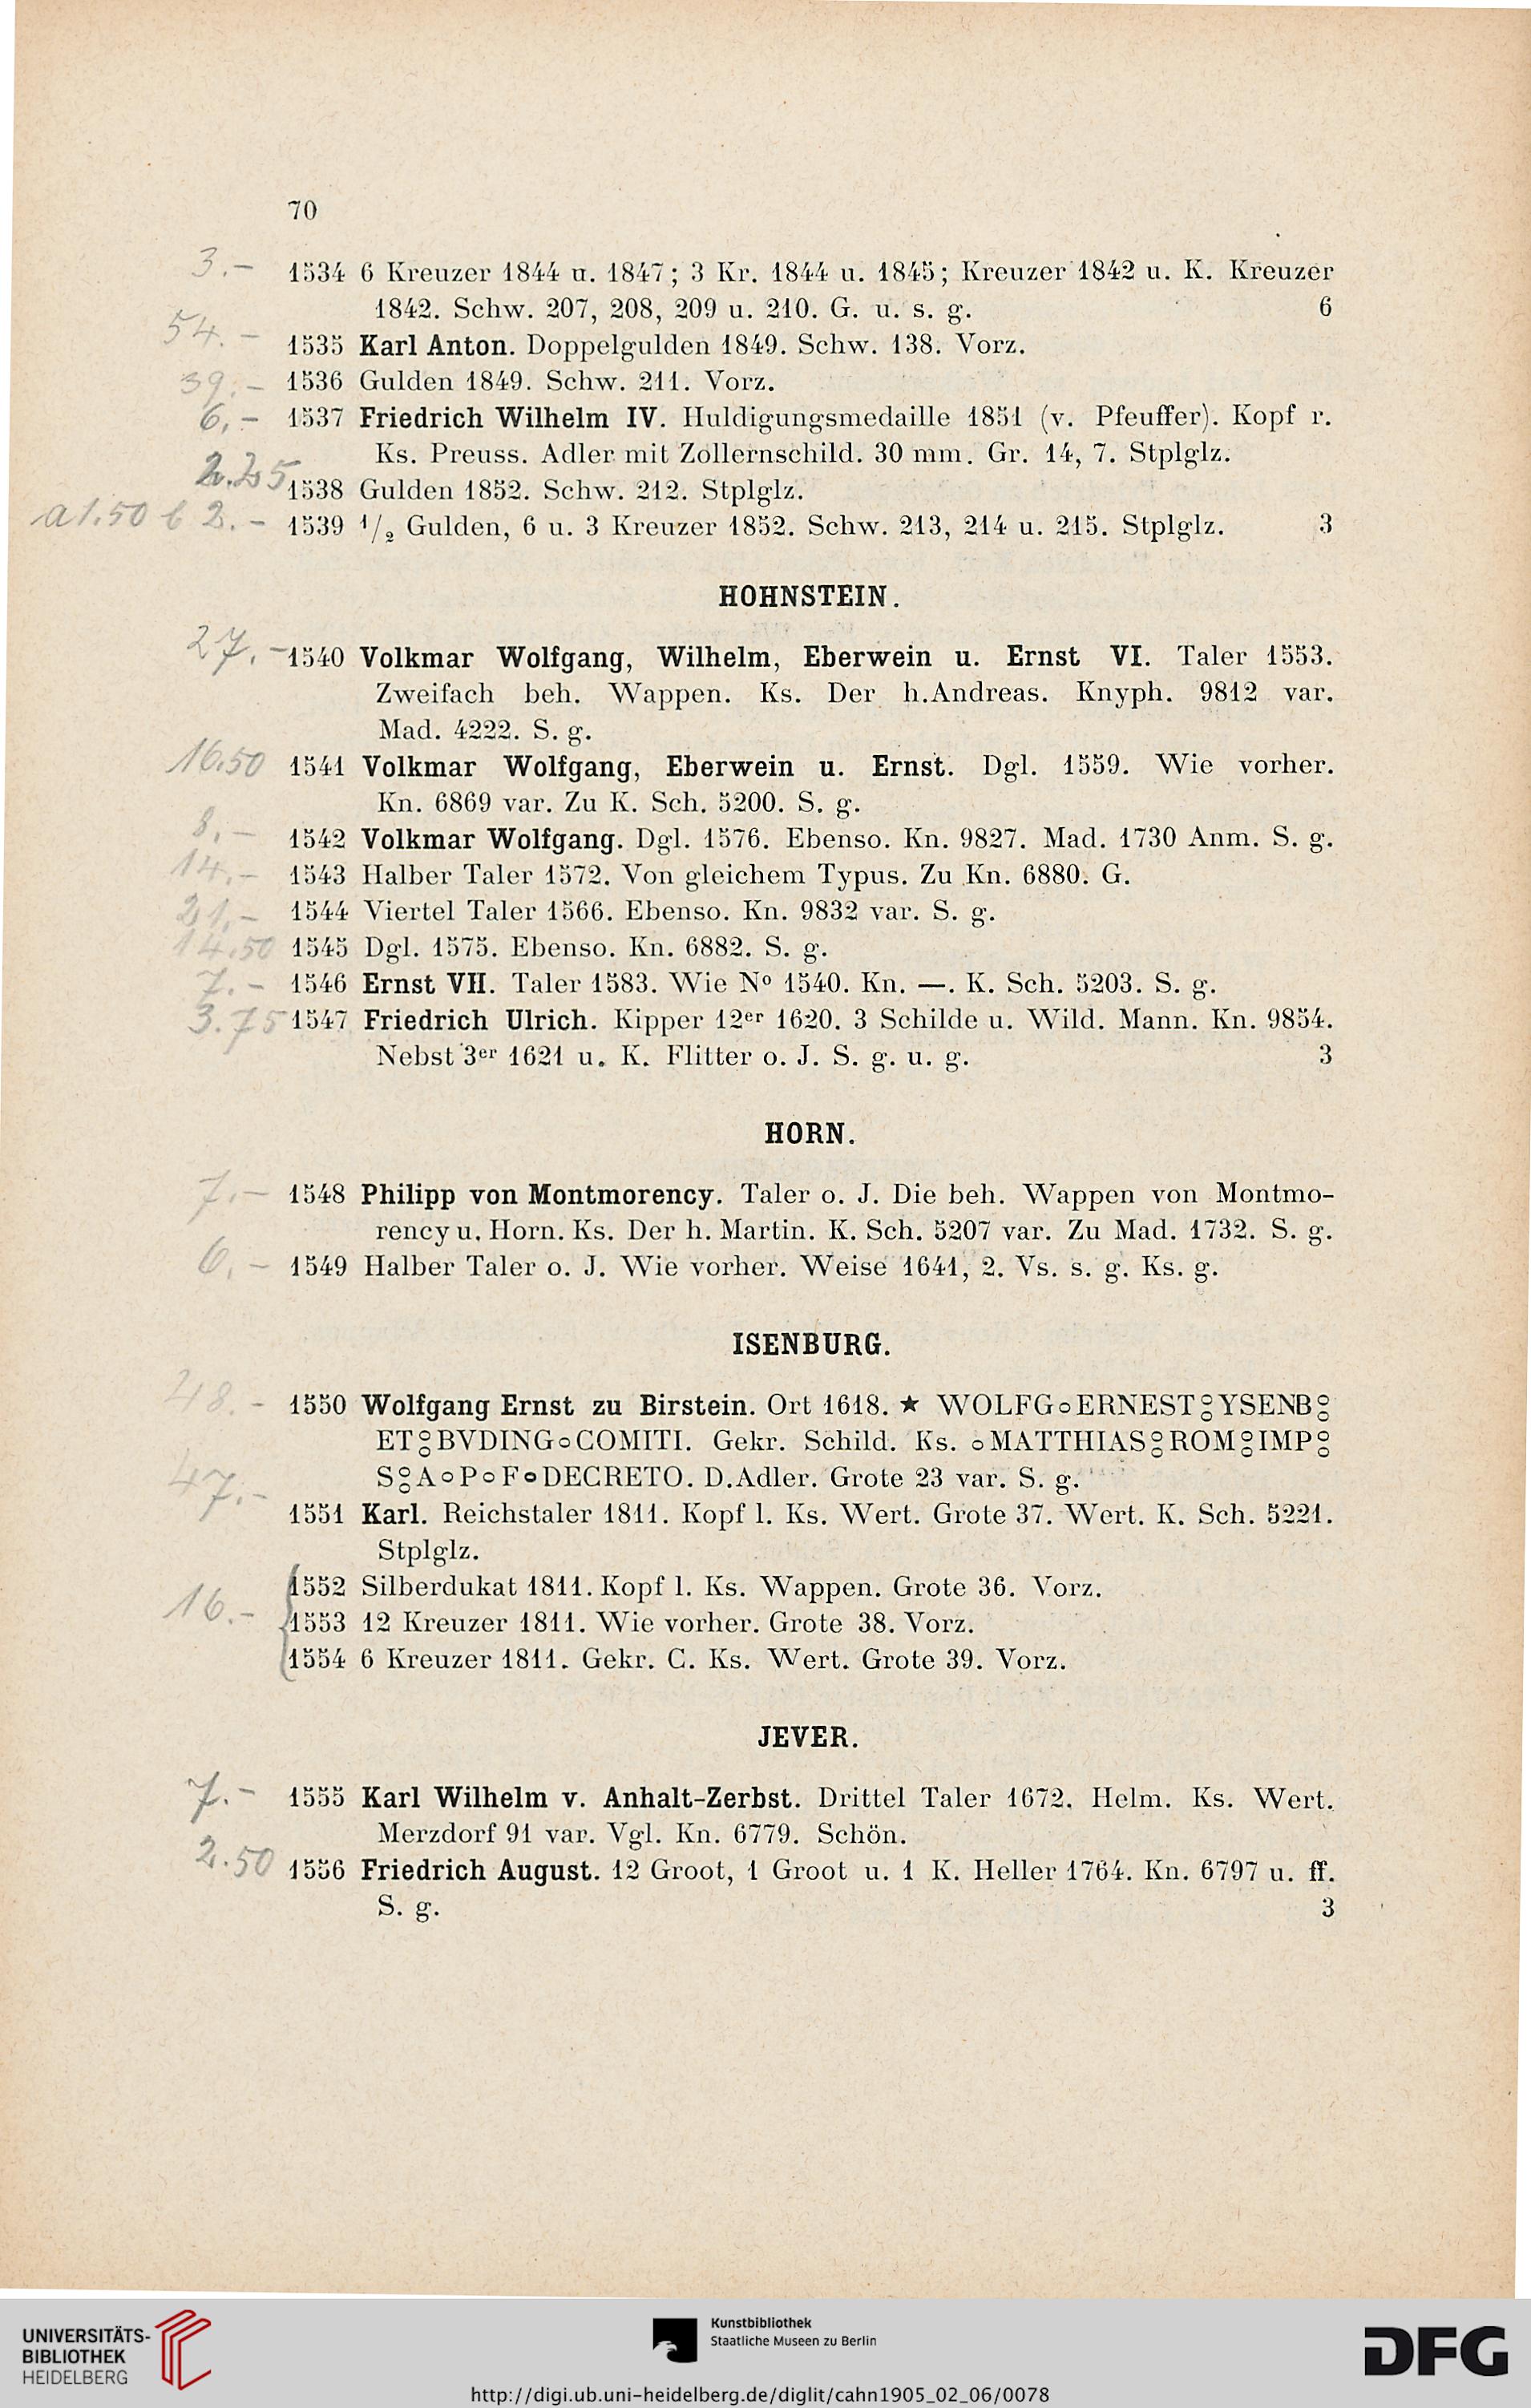 70
3.- 1534 6 Kreuzer 1844 u. 1847; 3 Kr. 1844 u. 1845; Kreuzer 1842 u. K. Kreuzer
1842. Schw. 207, 208, 209 u. 210. G. u. s. g. 6
54.- 1535 Karl Anton. Doppelgulden 1849. Schw. 138. Vorz.
39.- 1536 Gulden 1849. Schw. 211. Vorz.
6,- 1537 Friedrich Wilhelm IV. Huldigungsmedaille 1851 (v. Pfeuffer). Kopf r.
Ks. Preuss. Adler mit Zollernschild. 30 mm. Gr. 14, 7. Stplglz.
2.25 1538 Gulden 1852. Schw. 212. Stplglz.
a 1.50 b 2.- 1539 1/2 Gulden, 6 u. 3 Kreuzer 1852. Schw. 213, 214 u. 215. Stplglz. 3
HOHNSTEIN.
27.- 1540 Volkmar Wolfgang, Wilhelm, Eberwein u. Ernst VI. Taler 1553.
Zweifach beh. Wappen. Ks. Der h. Andreas. Knyph. 9812 var.
Mad. 4222. S. g.
16.50 1541 Volkmar Wolfgang, Eberwein u. Ernst. Dgl. 1559. Wie vorher.
Kn. 6869 var. Zu K. Sch. 5200. S. g.
8.- 1542 Volkmar Wolfgang. Dgl. 1576. Ebenso. Kn. 9827. Mad. 1730 Anm. S. g.
14.- 1543 Halber Taler 1572. Von gleichem Typus. Zu Kn. 6880. G.
21.- 1544 Viertel Taler 1566. Ebenso. Kn. 9832 var. S. g.
14.50 1545 Dgl. 1575. Ebenso. Kn. 6882. S. g.
7.- 1546 Ernst VII. Taler 1583. Wie No 1540. Kn. —. K. Sch. 5203. S. g.
3.75 1547 Friedrich Ulrich. Kipper 12er 1620. 3 Schilde u. Wild. Mann. Kn. 9854.
Nebst 3er 1621 u. K. Flitter o. J. S. g. u. g. 3
HORN.
7.- 1548 Philipp von Montmorency. Taler o. J. Die beh. Wappen von Montmo-
rency u. Horn. Ks. Der h. Martin. K. Sch. 5207 var. Zu Mad. 1732. S. g.
6.- 1549 Halber Taler o. J. Wie vorher. Weise 1641, 2. Vs. s. g. Ks. g.
ISENBURG.
48.- 1550 Wolfgang Ernst zu Birstein. Ort 1618. ★ WOLFG∘ERNEST⦂YSENB⦂
ET⦂BVDING∘COMITI. Gekr. Schild. Ks. ∘MATTHIAS⦂ROM⦂IMP⦂
S⦂A∘P∘F∘DECRETO. D.Adler. Grote 23 var. S. g.
47.- 1551 Karl. Reichstaler 1811. Kopf l. Ks. Wert. Grote 37. Wert. K. Sch. 5221.
Stplglz.
1552 Silberdukat 1811. Kopf l. Ks. Wappen. Grote 36. Vorz.
16.- 1553 12 Kreuzer 1811. Wie vorher. Grote 38. Vorz.
1554 6 Kreuzer 1811. Gekr. C. Ks. Wert. Grote 39. Vorz.
JEVER.
7.- 1555 Karl Wilhelm v. Anhalt-Zerbst. Drittel Taler 1672. Helm. Ks. Wert.
Merzdorf 91 var. Vgl. Kn. 6779. Schön.
2.50 1556 Friedrich August. 12 Groot, 1 Groot u. 1 K. Heller 1764. Kn. 6797 u. ff.
S. g. 3
UNIVERSITÄTS-
BIBLIOTHEK
HEIDELBERG
Kunstbibliothek
Staatliche Museen zu Berlin
DFG
http://digi.ub.uni-heidelberg.de/diglit/cahn1905_02_06/0078